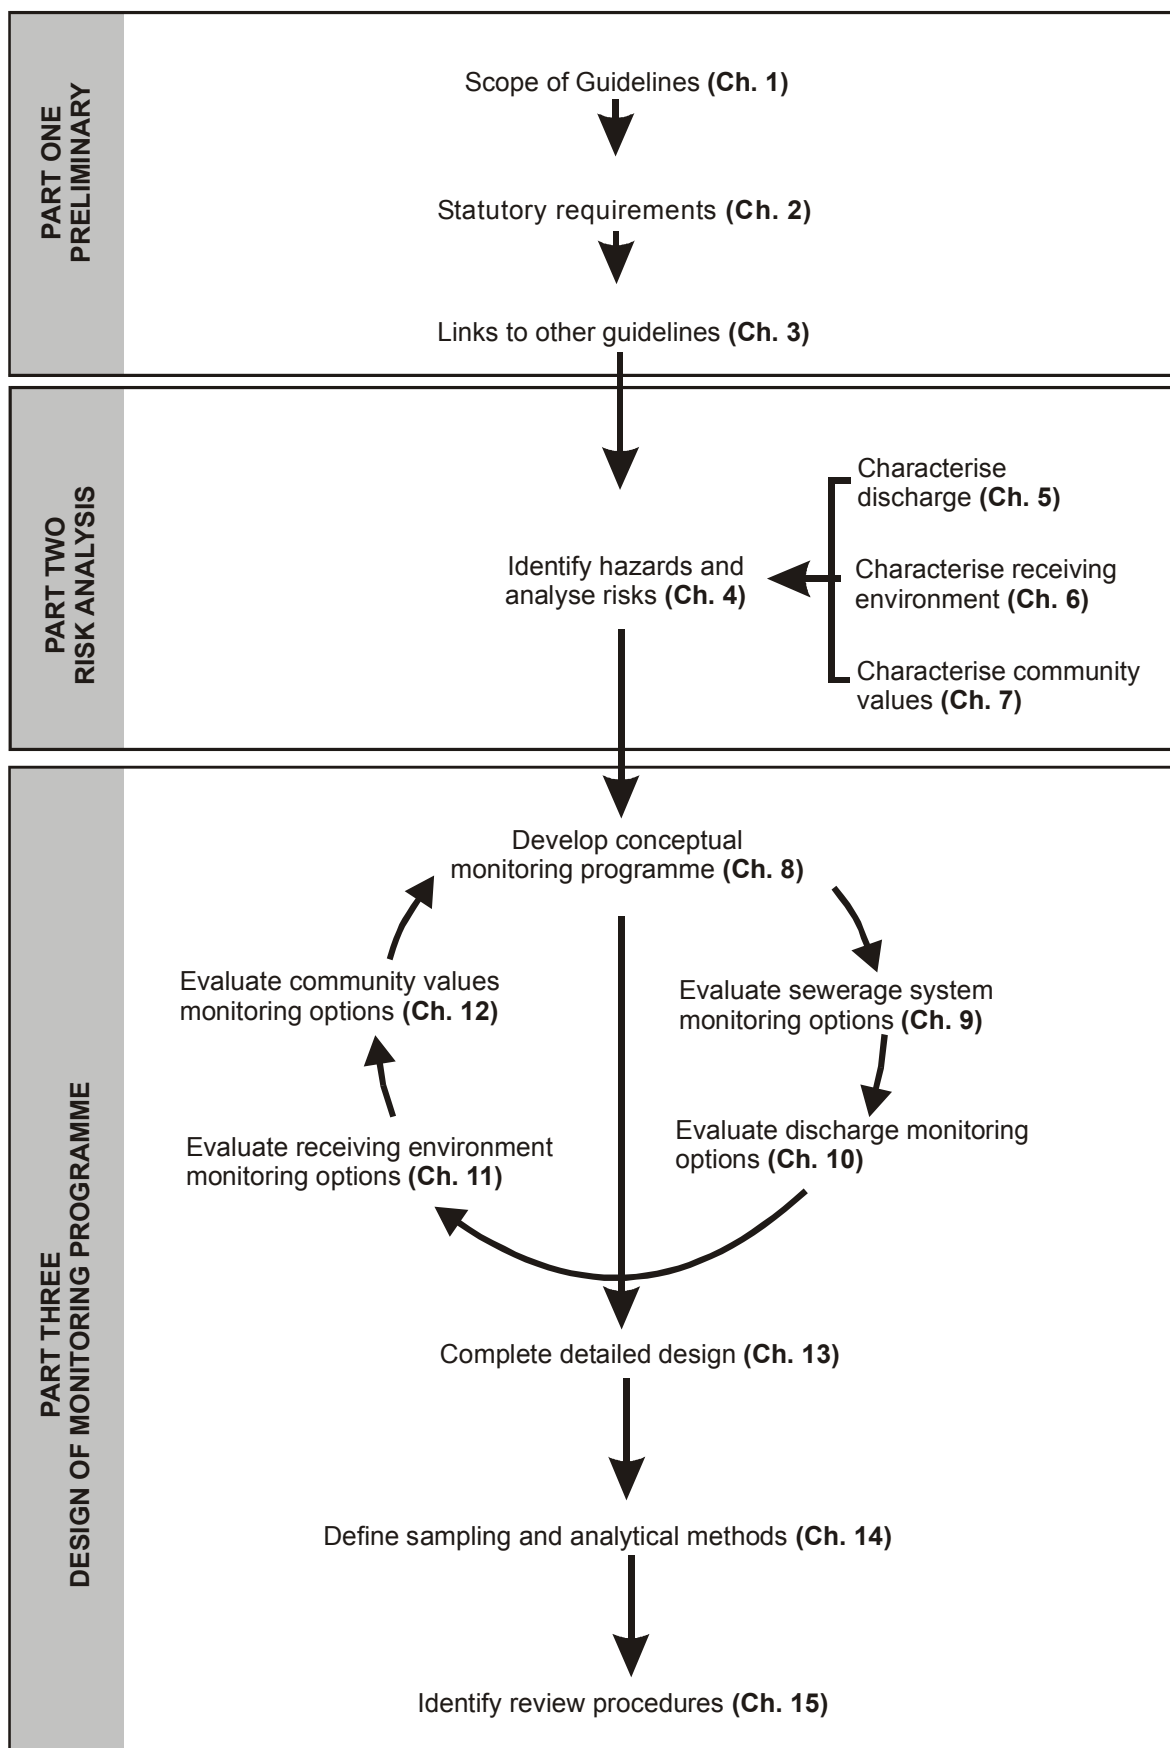 PART ONE
PRELIMINARY
Scope of Guidelines (Ch. 1)
Statutory requirements (Ch. 2)
Links to other guidelines (Ch. 3)
PART TWO
RISK ANALYSIS
Identify hazards and
analyse risks (Ch. 4)
Characterise
discharge (Ch. 5)
Characterise receiving
environment (Ch. 6)
Characterise community
values (Ch. 7)
PART THREE
DESIGN OF MONITORING PROGRAMME
Develop conceptual
monitoring programme (Ch. 8)
Evaluate sewerage system
monitoring options (Ch. 9)
Evaluate discharge monitoring
options (Ch. 10)
Evaluate receiving environment
monitoring options (Ch. 11)
Evaluate community values
monitoring options (Ch. 12)
Complete detailed design (Ch. 13)
Define sampling and analytical methods (Ch. 14)
Identify review procedures (Ch. 15)